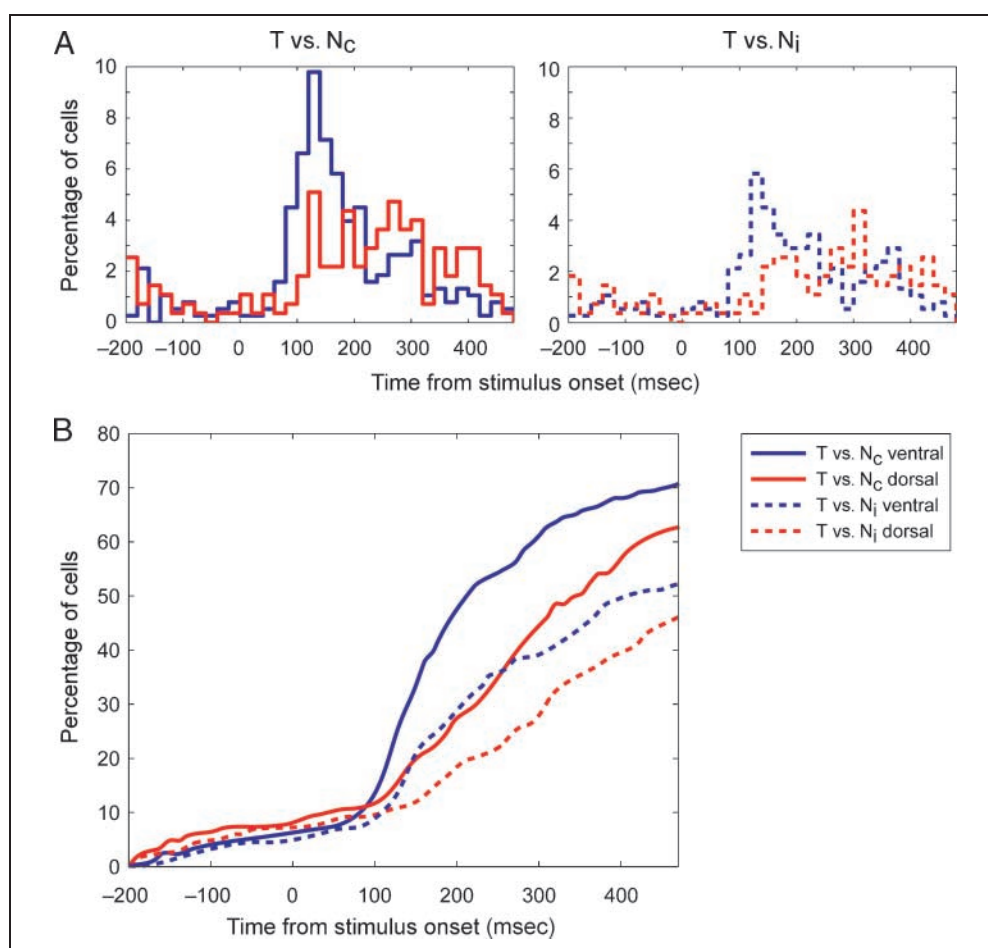 A
T vs. NC
T vs. Ni
Percentage of cells
10
8
6
4
2
0
10
8
6
4
2
0
–200 –100 0 100 200 300 400
–200 –100 0 100 200 300 400
Time from stimulus onset (msec)
B
Percentage of cells
80
70
60
50
40
30
20
10
0
–200 –100 0 100 200 300 400
Time from stimulus onset (msec)
T vs. NC ventral
T vs. NC dorsal
T vs. Ni ventral
T vs. Ni dorsal